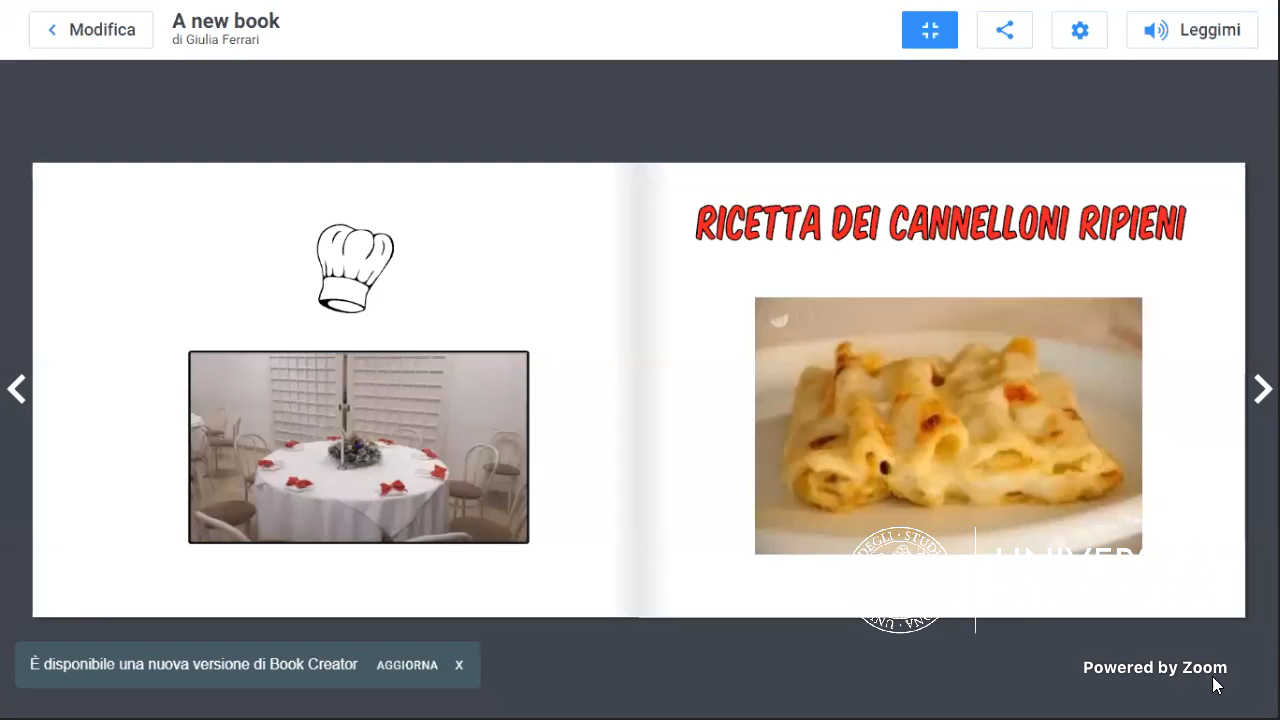 Modifica
A new book
di Giulia Ferrari
Leggimi
RICETTA DEI CANNELLONI RIPIENI
È disponibile una nuova versione di Book Creator
AGGIORNA
X
Powered by Zoom